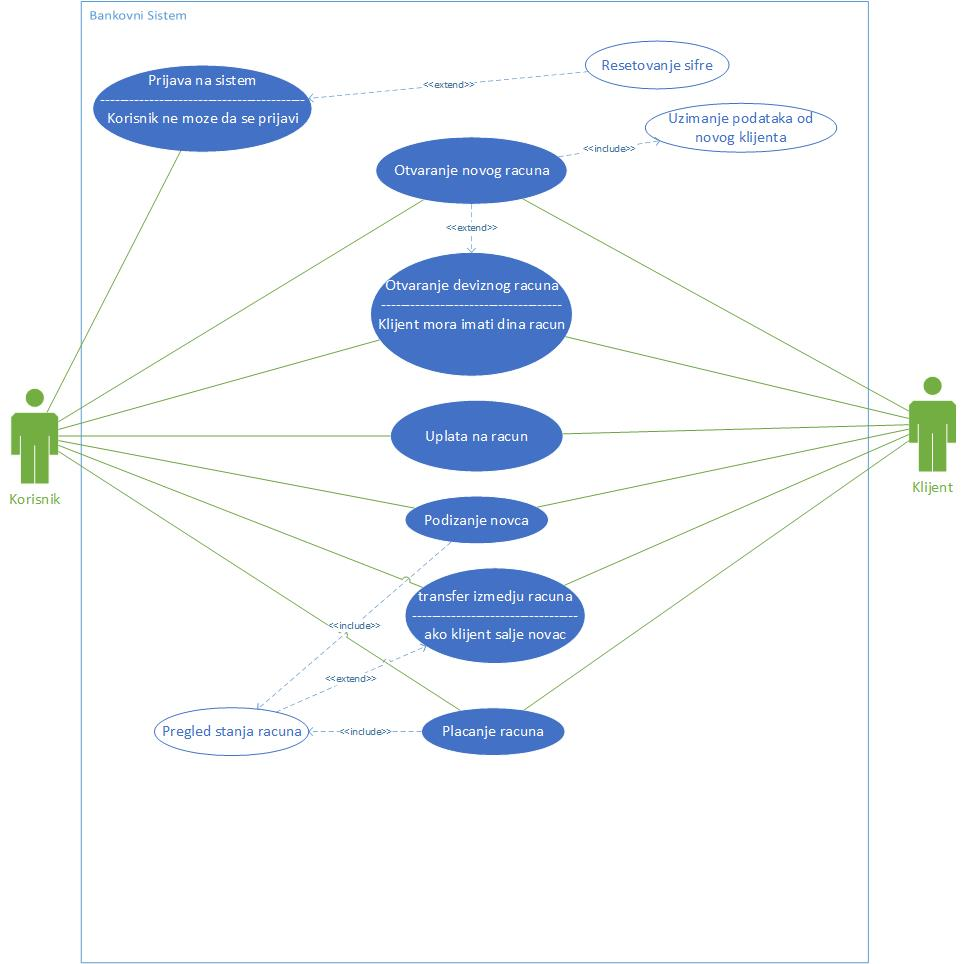 Bankovni Sistem
Prijava na sistem
Korisnik ne moze da se prijavi
<<extend>>
Resetovanje sifre
Uzimanje podataka od
novog klijenta
<<include>>
Otvaranje novog racuna
<<extend>>
Otvaranje deviznog racuna
Klijent mora imati dina racun
Uplata na racun
Korisnik
Klijent
Podizanje novca
transfer izmedju racuna
ako klijent salje novac
<<include>>
<<extend>>
Pregled stanja racuna
<<include>>
Placanje racuna